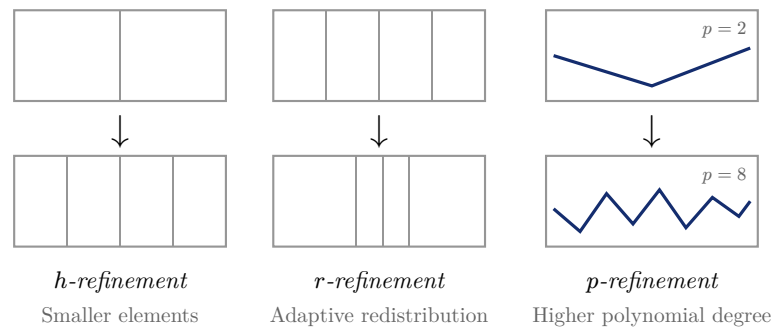 p = 2
p = 8
h-refinement
Smaller elements
r-refinement
Adaptive redistribution
p-refinement
Higher polynomial degree